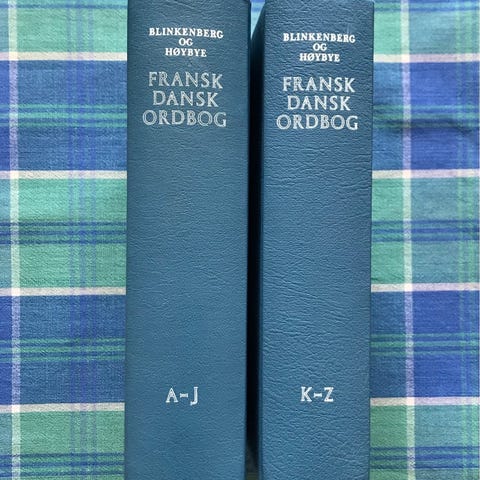 BLINKENBERG
OG
HØYBYE
FRANSK
DANSK
ORDBOG
A-J
BLINKENBERG
OG
HØYBYE
FRANSK
DANSK
ORDBOG
K-Z